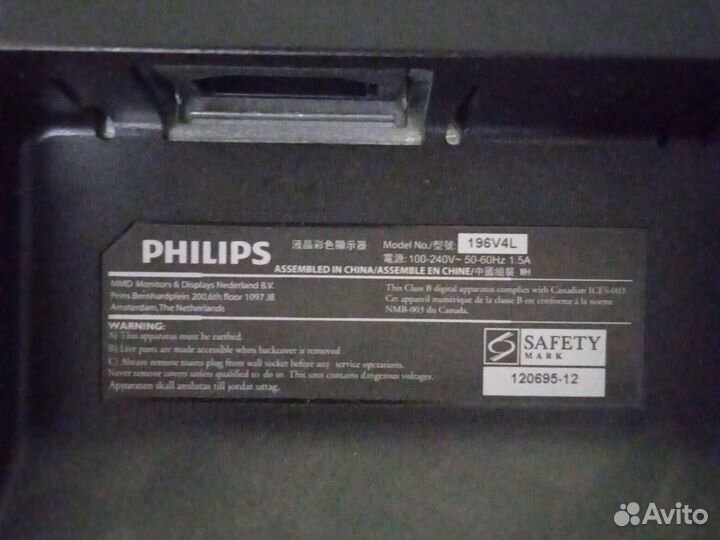 PHILIPS
液晶彩色顯示器
Model No./型號: 196V4L
電源: 100-240V~ 50-60Hz 1.5A
ASSEMBLED IN CHINA/ASSEMBLE EN CHINE/中國組裝 WH
MMD Monitors & Displays Nederland B.V.
Prins Bernhardplein 200,6th floor 1097 JB
Amsterdam,The Netherlands
This Class B digital apparatus complies with Canadian ICES-003
Cet appareil numérique de la classe B est conforme à la norme
NMB-003 du Canada.
WARNING:
A) This apparatus must be earthed.
B) Live parts are made accessible when backcover is removed
C) Always remove mains plug from wall socket before any service operations.
Never remove covers unless qualified to do so. This unit contains dangerous voltages.
Apparaten skall anslutas till jordat uttag.
S SAFETY
MARK
120695-12
Avito